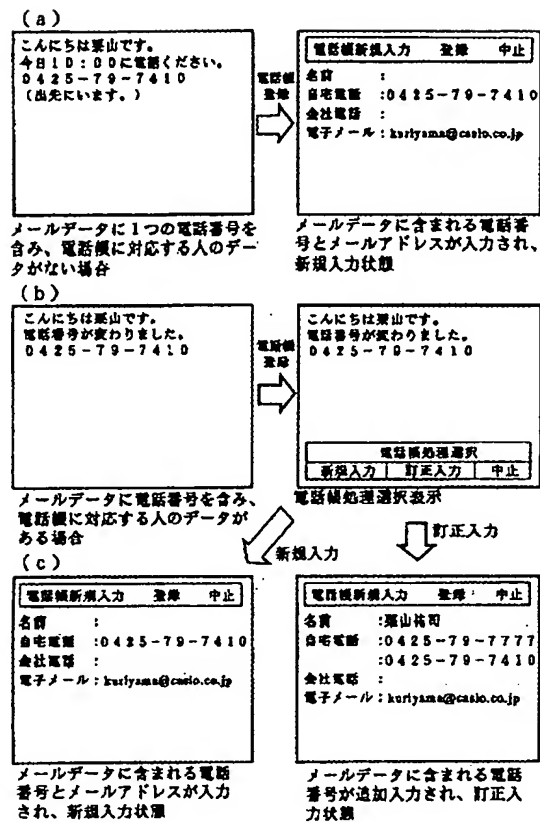 (a)
こんにちは栗山です。
今日10:00に電話ください。
0425-79-7410
(出先にいます。)
電話帳
登録
電話帳新規入力 登録 中止
名前 :
自宅電話 :0425-79-7410
会社電話 :
電子メール:kuriyama@casio.co.jp
メールデータに1つの電話番号を
含み、電話帳に対応する人のデー
タがない場合
メールデータに含まれる電話番
号とメールアドレスが入力され、
新規入力状態
(b)
こんにちは栗山です。
電話番号が変わりました。
0425-79-7410
電話帳
登録
こんにちは栗山です。
電話番号が変わりました。
0425-79-7410
電話帳処理選択
新規入力 訂正入力 中止
メールデータに電話番号を含み、
電話帳に対応する人のデータが
ある場合
電話帳処理選択表示
新規入力
訂正入力
(c)
電話帳新規入力 登録 中止
名前 :
自宅電話 :0425-79-7410
会社電話 :
電子メール:kuriyama@casio.co.jp
電話帳新規入力 登録 中止
名前 :栗山祐司
自宅電話 :0425-79-7777
:0425-79-7410
会社電話 :
電子メール:kuriyama@casio.co.jp
メールデータに含まれる電話
番号とメールアドレスが入力
され、新規入力状態
メールデータに含まれる電話
番号が追加入力され、訂正入
力状態